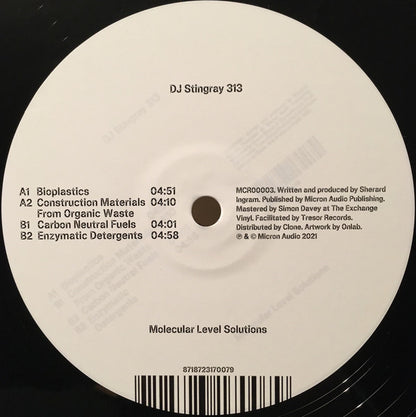 DJ Stingray 313
A1 Bioplastics 04:51
A2 Construction Materials 04:10
From Organic Waste
B1 Carbon Neutral Fuels 04:01
B2 Enzymatic Detergents 04:58
MCR00003. Written and produced by Sherard
Ingram. Published by Micron Audio Publishing.
Mastered by Simon Davey at The Exchange
Vinyl. Facilitated by Tresor Records.
Distributed by Clone. Artwork by Onlab.
℗ & © Micron Audio 2021
Molecular Level Solutions
8718723170079